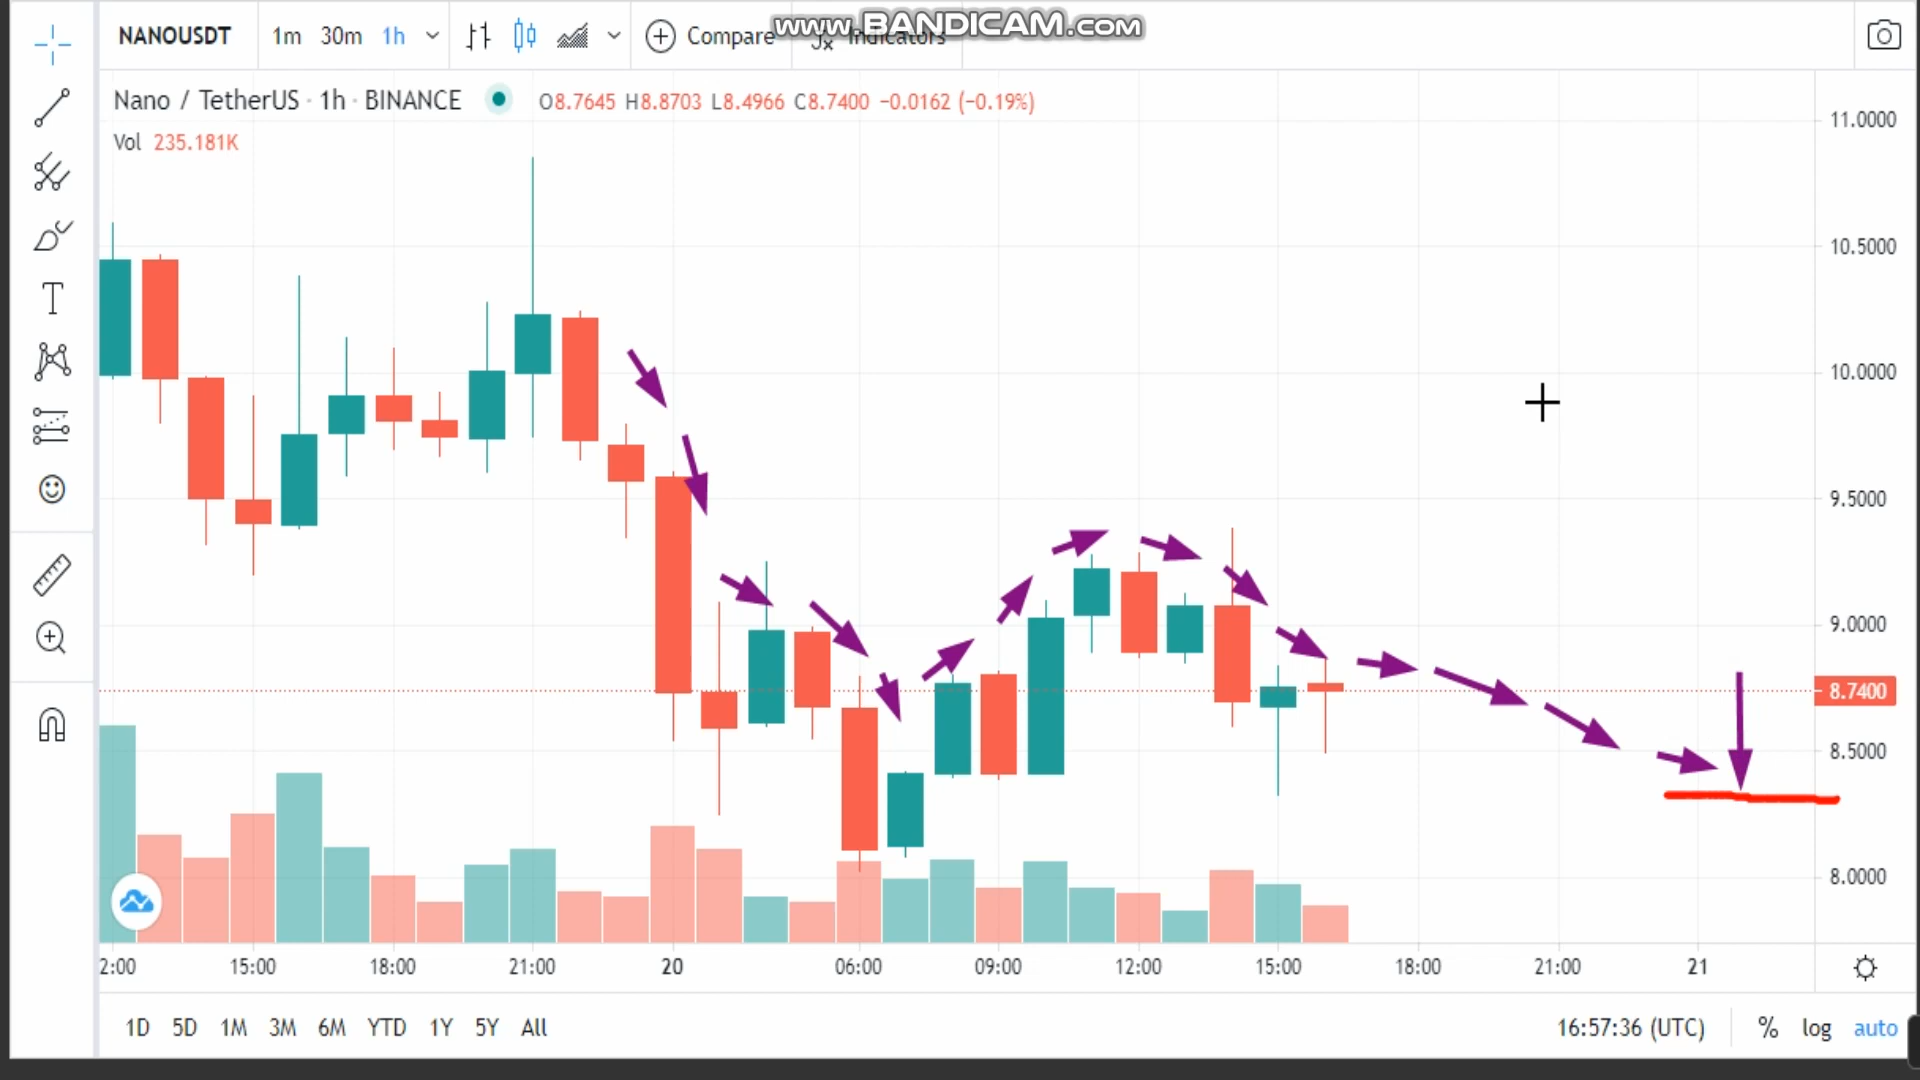 NANOUSDT 1m 30m 1h Compare Indicators
www.BANDICAM.com
Nano / TetherUS · 1h · BINANCE O8.7645 H8.8703 L8.4966 C8.7400 −0.0162 (−0.19%)
Vol 235.181K
11.0000
10.5000
10.0000
9.5000
9.0000
8.7400
8.5000
8.0000
2:00 15:00 18:00 21:00 20 06:00 09:00 12:00 15:00 18:00 21:00 21
1D 5D 1M 3M 6M YTD 1Y 5Y All 16:57:36 (UTC) % log auto